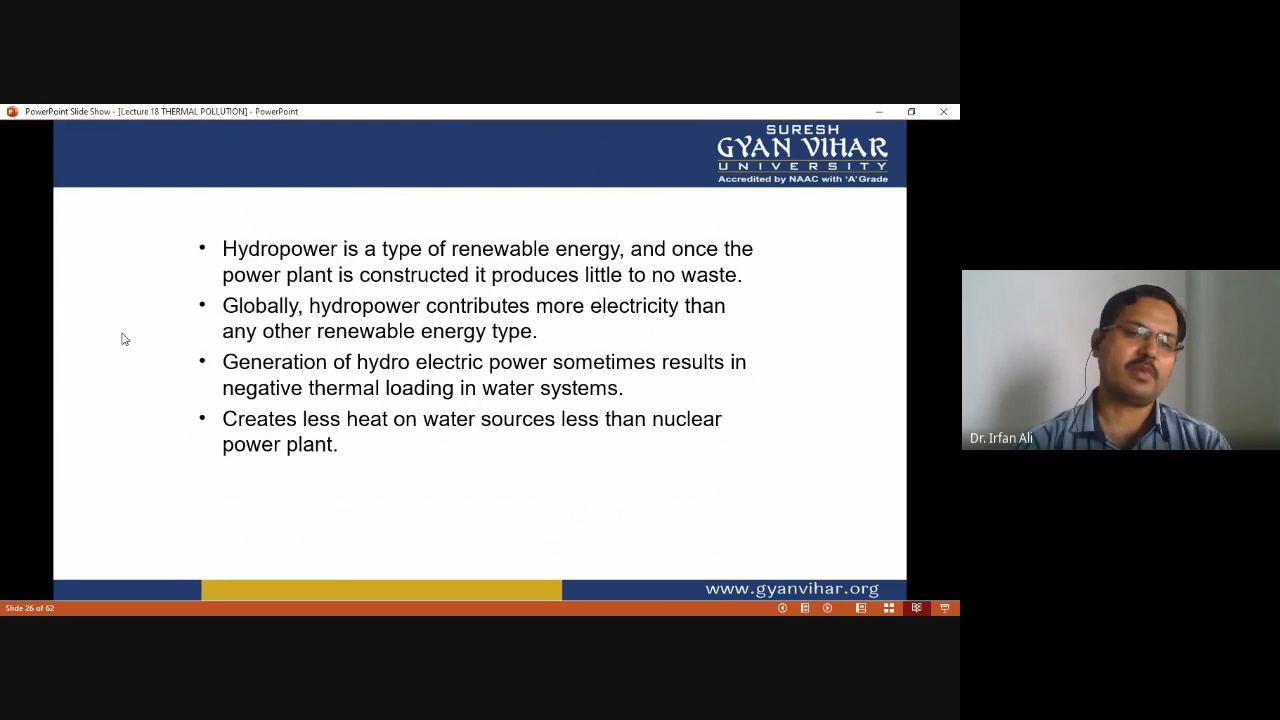 PowerPoint Slide Show - [Lecture 18 THERMAL POLLUTION] - PowerPoint
SURESH
GYAN VIHAR
UNIVERSITY
Accredited by NAAC with 'A' Grade
• Hydropower is a type of renewable energy, and once the
power plant is constructed it produces little to no waste.
• Globally, hydropower contributes more electricity than
any other renewable energy type.
• Generation of hydro electric power sometimes results in
negative thermal loading in water systems.
• Creates less heat on water sources less than nuclear
power plant.
Dr. Irfan Ali
www.gyanvihar.org
Slide 26 of 62